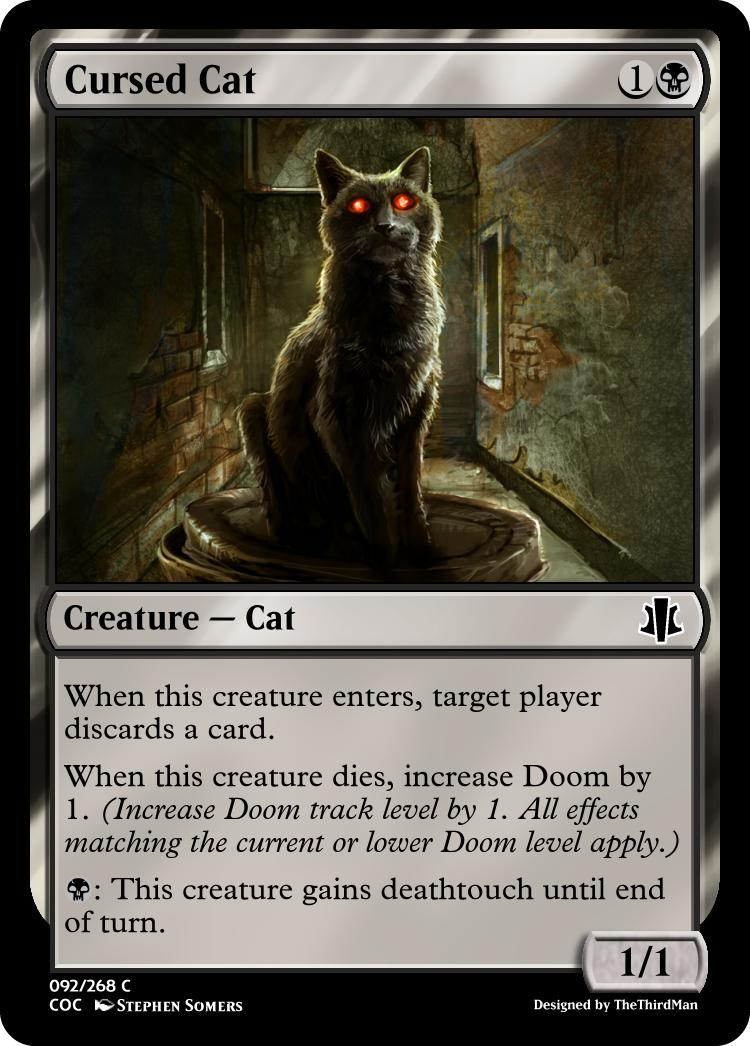 Cursed Cat 1
Creature — Cat
When this creature enters, target player
discards a card.
When this creature dies, increase Doom by
1. (Increase Doom track level by 1. All effects
matching the current or lower Doom level apply.)
: This creature gains deathtouch until end
of turn.
1/1
092/268 C
COC Stephen Somers
Designed by TheThirdMan